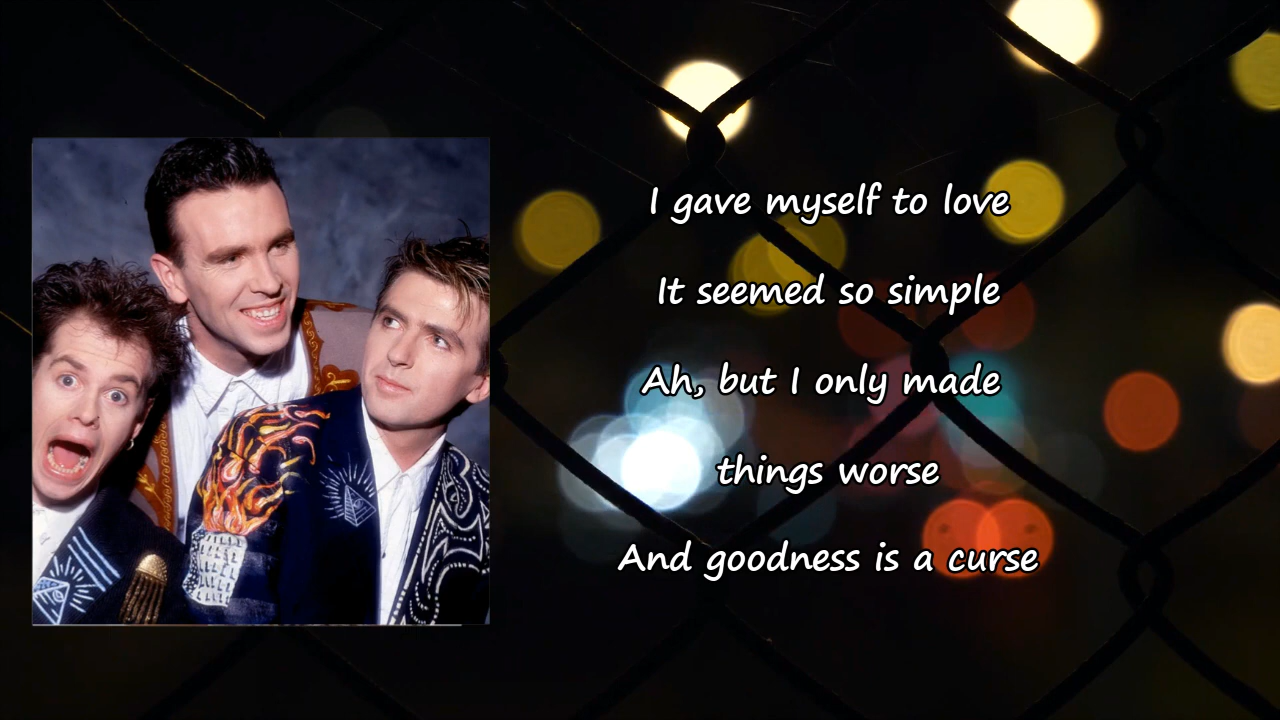 I gave myself to love
It seemed so simple
Ah, but I only made
things worse
And goodness is a curse